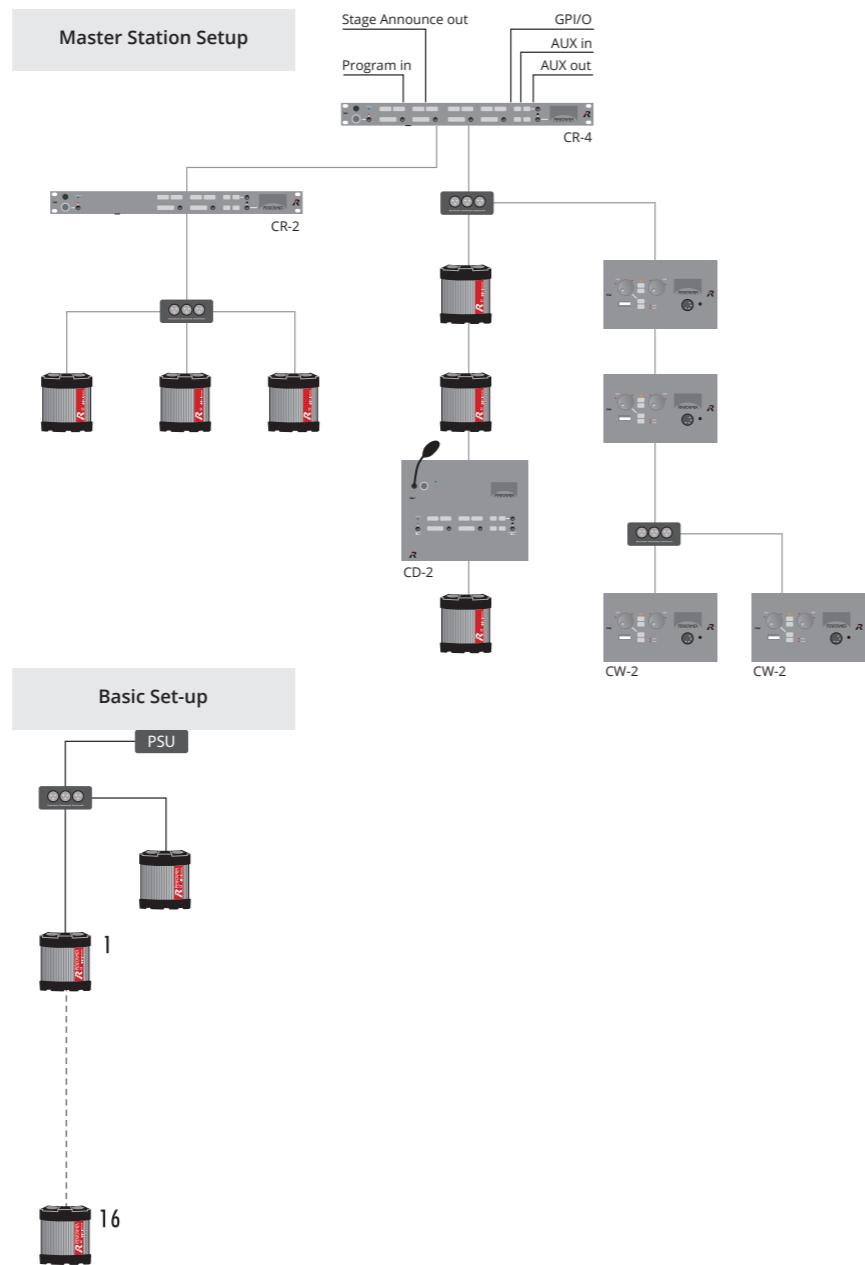 Master Station Setup
Stage Announce out
GPI/O
AUX in
Program in
AUX out
CR-4
CR-2
CD-2
CW-2
CW-2
Basic Set-up
PSU
1
16